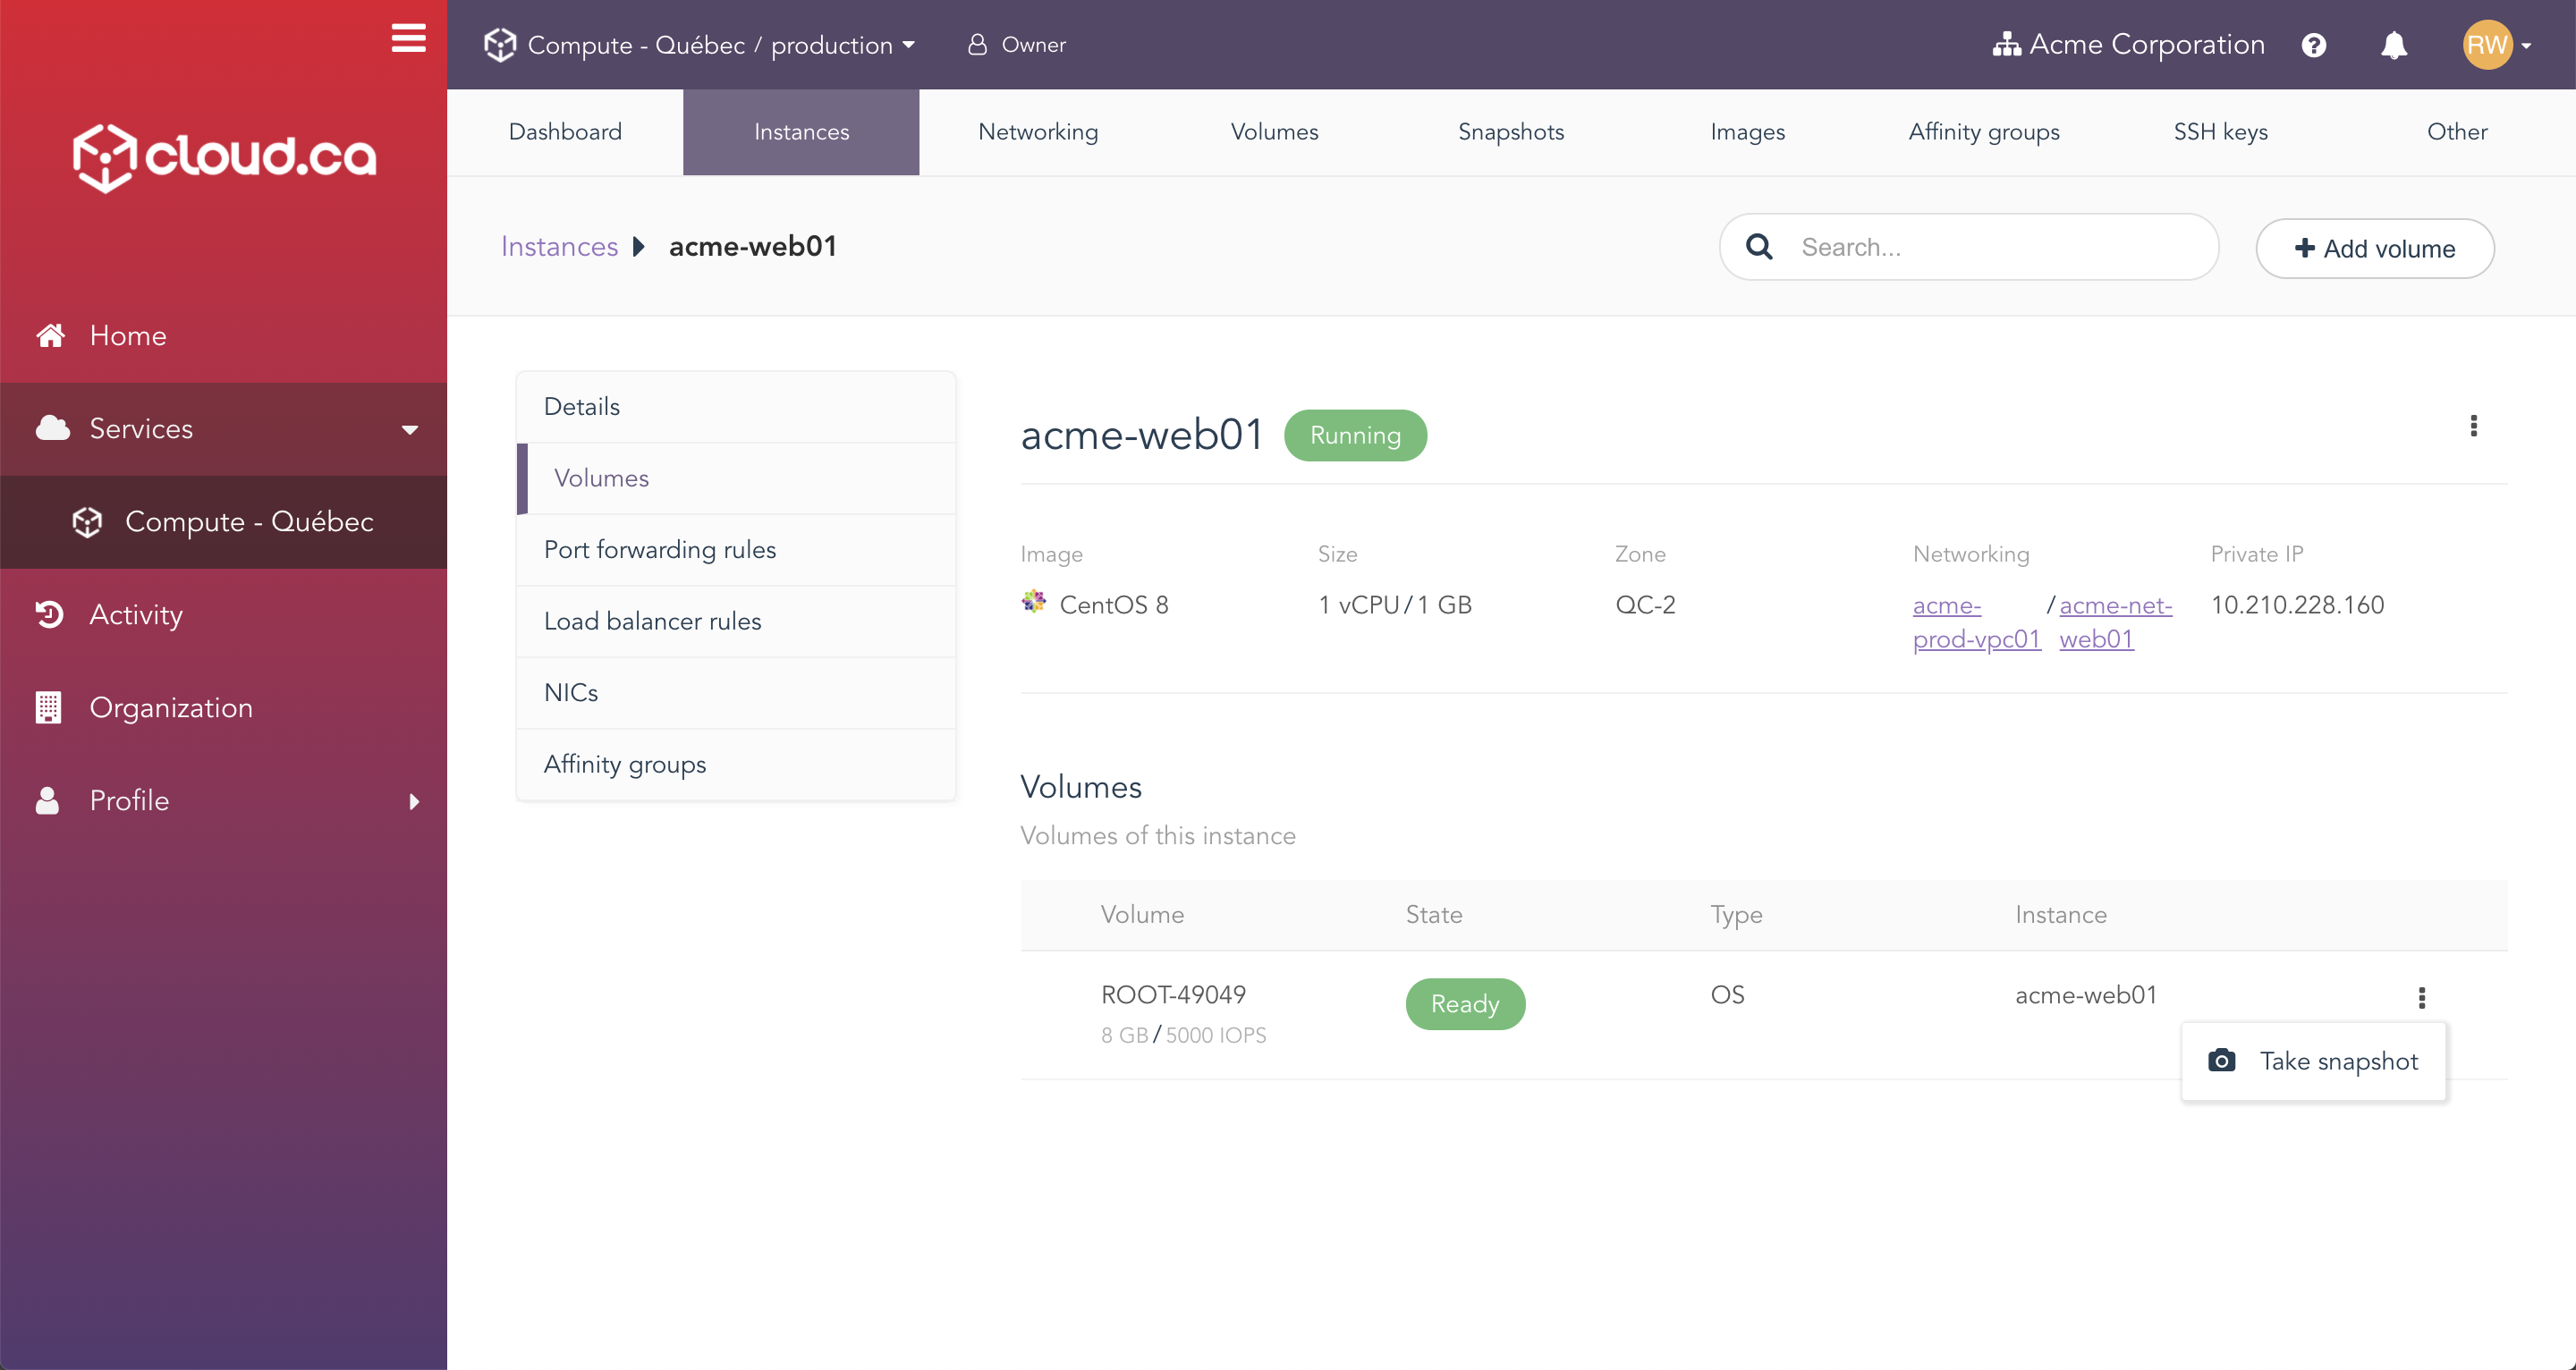 cloud.ca
Home
Services
Compute - Québec
Activity
Organization
Profile
Compute - Québec / production
Owner
Acme Corporation
RW
Dashboard
Instances
Networking
Volumes
Snapshots
Images
Affinity groups
SSH keys
Other
Instances acme-web01
Search...
Add volume
Details
Volumes
Port forwarding rules
Load balancer rules
NICs
Affinity groups
acme-web01 Running
Image
CentOS 8
Size
1 vCPU / 1 GB
Zone
QC-2
Networking
acme- / acme-net-
prod-vpc01 web01
Private IP
10.210.228.160
Volumes
Volumes of this instance
Volume State Type Instance
ROOT-49049 Ready OS acme-web01
8 GB / 5000 IOPS
Take snapshot